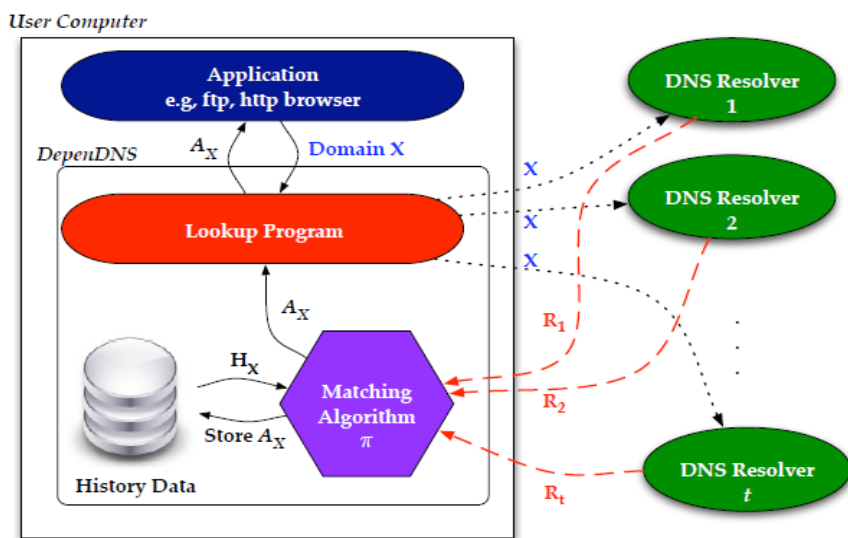 User Computer
Application
e.g, ftp, http browser
A_X
Domain X
DepenDNS
Lookup Program
X
X
X
DNS Resolver
1
DNS Resolver
2
A_X
R_1
H_X
Matching
Algorithm
π
R_2
Store A_X
History Data
R_t
DNS Resolver
t